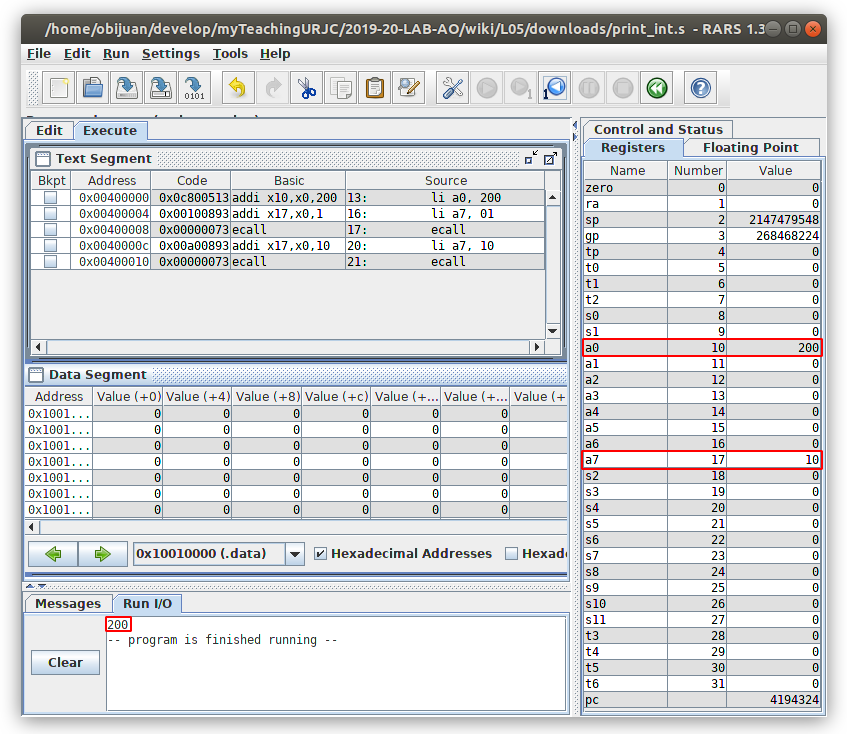 /home/obijuan/develop/myTeachingURJC/2019-20-LAB-AO/wiki/L05/downloads/print_int.s - RARS 1.3
File Edit Run Settings Tools Help
Edit Execute
Text Segment
Bkpt Address Code Basic Source
0x00400000 0x0c800513 addi x10,x0,200 13: li a0, 200
0x00400004 0x00100893 addi x17,x0,1 16: li a7, 01
0x00400008 0x00000073 ecall 17: ecall
0x0040000c 0x00a00893 addi x17,x0,10 20: li a7, 10
0x00400010 0x00000073 ecall 21: ecall
Data Segment
Address Value (+0) Value (+4) Value (+8) Value (+c) Value (+... Value (+... Value (+
0x1001... 0 0 0 0 0 0
0x1001... 0 0 0 0 0 0
0x1001... 0 0 0 0 0 0
0x1001... 0 0 0 0 0 0
0x1001... 0 0 0 0 0 0
0x1001... 0 0 0 0 0 0
0x1001... 0 0 0 0 0 0
0x10010000 (.data) Hexadecimal Addresses Hexad
Messages Run I/O
Clear
200
-- program is finished running --
Control and Status
Registers Floating Point
Name Number Value
zero 0 0
ra 1 0
sp 2 2147479548
gp 3 268468224
tp 4 0
t0 5 0
t1 6 0
t2 7 0
s0 8 0
s1 9 0
a0 10 200
a1 11 0
a2 12 0
a3 13 0
a4 14 0
a5 15 0
a6 16 0
a7 17 10
s2 18 0
s3 19 0
s4 20 0
s5 21 0
s6 22 0
s7 23 0
s8 24 0
s9 25 0
s10 26 0
s11 27 0
t3 28 0
t4 29 0
t5 30 0
t6 31 0
pc 4194324